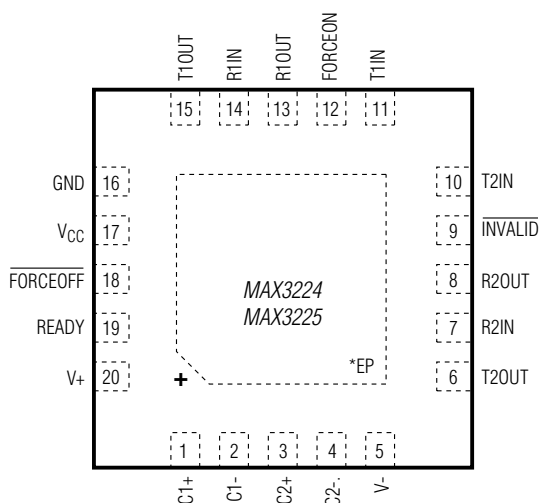 T1OUT
R1IN
R1OUT
FORCEON
T1IN
15 14 13 12 11
GND 16
VCC 17
FORCEOFF 18
READY 19
V+ 20
10 T2IN
9 INVALID
8 R2OUT
7 R2IN
6 T2OUT
MAX3224
MAX3225
*EP
+
1 2 3 4 5
C1+
C1-
C2+
C2-.
V-